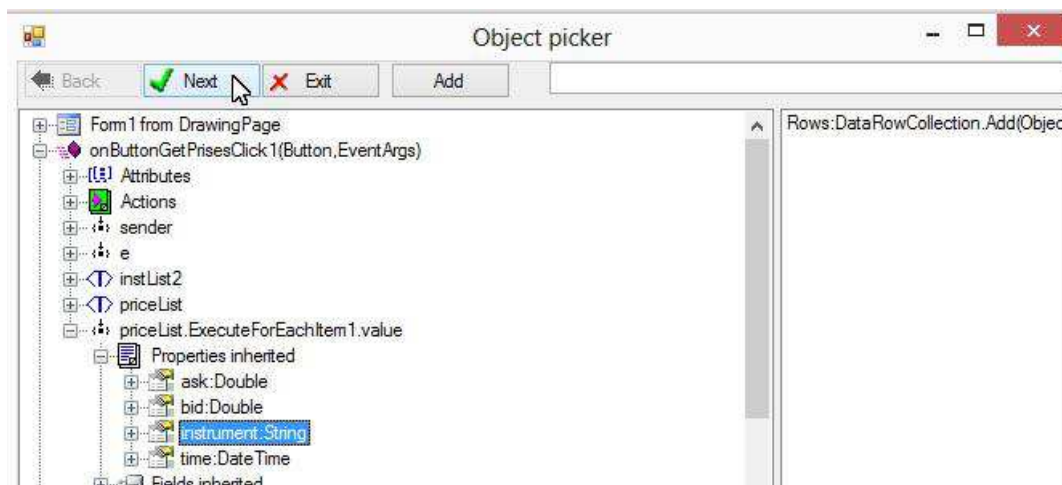 Object picker
Back Next Exit Add
Form1 from DrawingPage
Rows:DataRowCollection.Add(Objec
onButtonGetPrisesClick1(Button,EventArgs)
Attributes
Actions
sender
e
instList2
priceList
priceList.ExecuteForEachItem1.value
Properties inherited
ask:Double
bid:Double
instrument:String
time:DateTime
Fields inherited